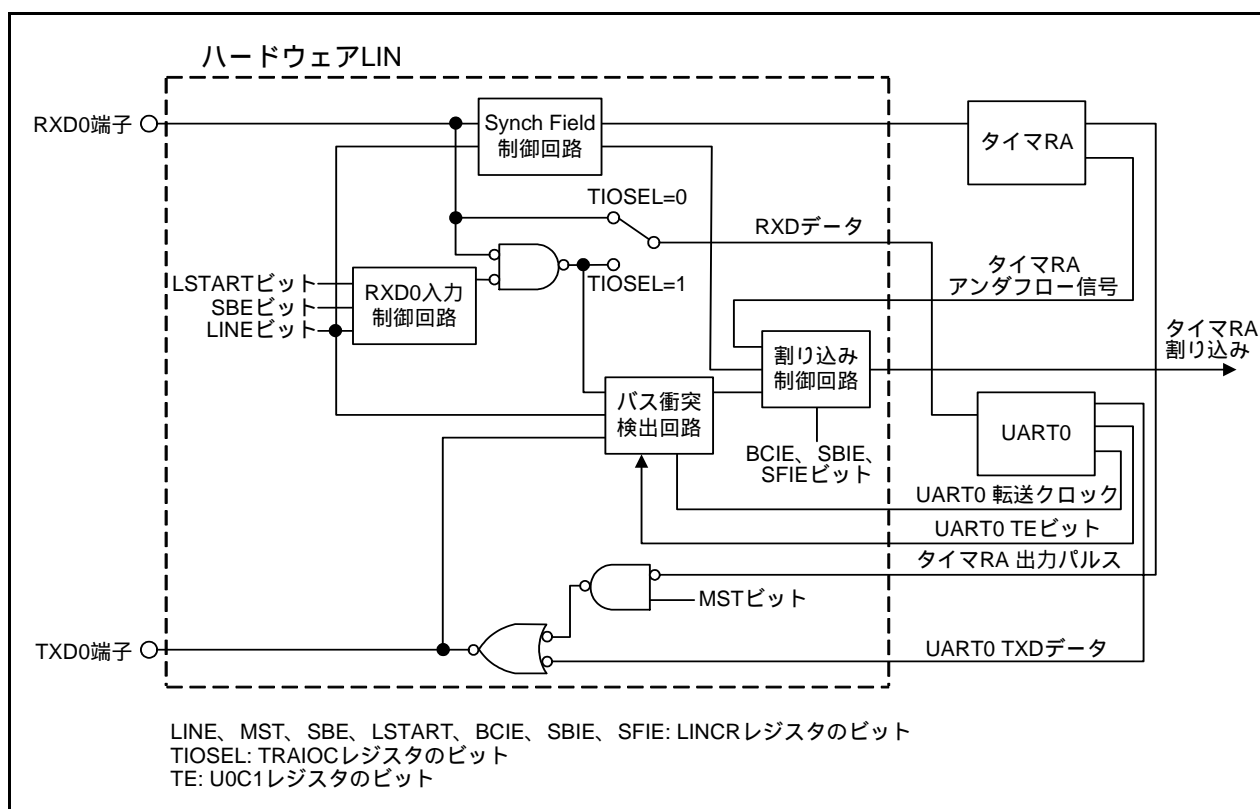 ハードウェアLIN
RXD0端子
Synch Field
制御回路
タイマRA
TIOSEL=0
RXDデータ
TIOSEL=1
LSTARTビット
SBEビット
LINEビット
RXD0入力
制御回路
タイマRA
アンダフロー信号
タイマRA
割り込み
割り込み
制御回路
バス衝突
検出回路
BCIE、SBIE、
SFIEビット
UART0
UART0 転送クロック
UART0 TEビット
タイマRA 出力パルス
MSTビット
TXD0端子
UART0 TXDデータ
LINE、MST、SBE、LSTART、BCIE、SBIE、SFIE: LINCRレジスタのビット
TIOSEL: TRAIOCレジスタのビット
TE: U0C1レジスタのビット